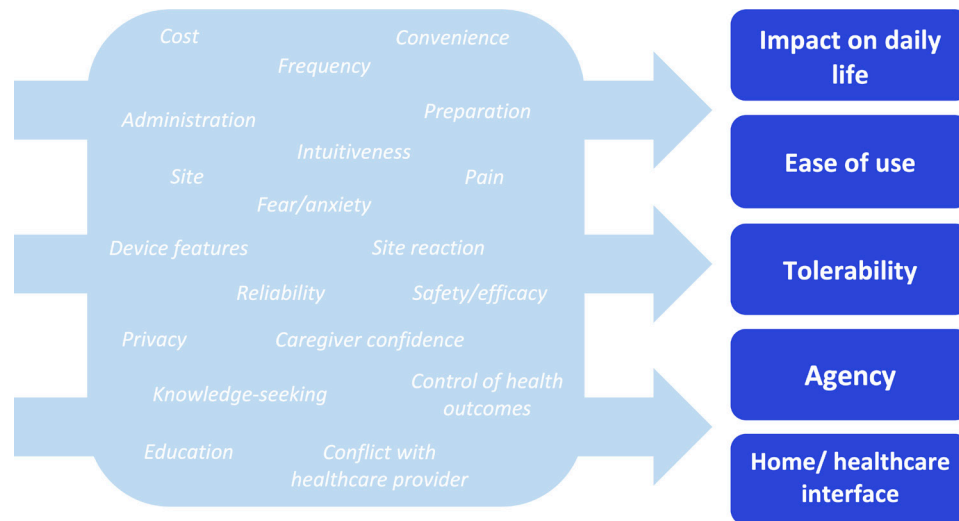 Cost
Convenience
Frequency
Administration
Preparation
Intuitiveness
Site
Pain
Fear/anxiety
Device features
Site reaction
Reliability
Safety/efficacy
Privacy
Caregiver confidence
Knowledge-seeking
Control of health
outcomes
Education
Conflict with
healthcare provider
Impact on daily
life
Ease of use
Tolerability
Agency
Home/ healthcare
interface